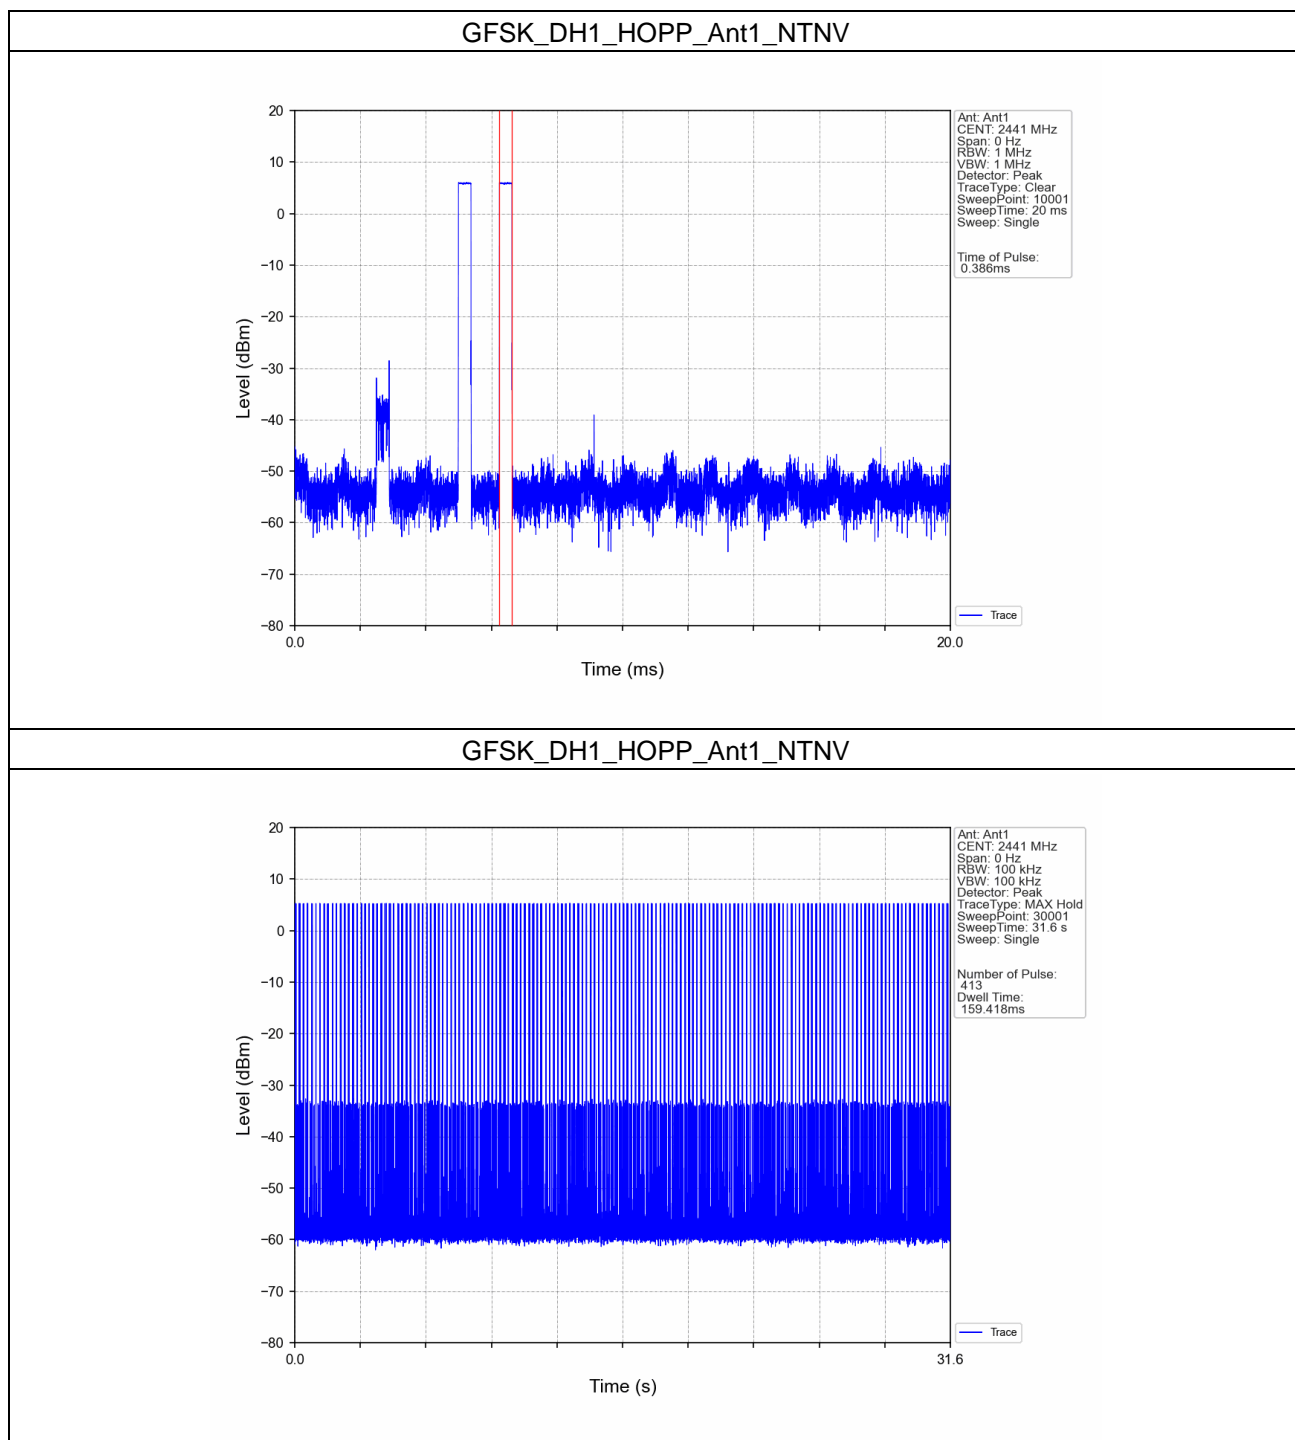 GFSK_DH1_HOPP_Ant1_NTNV
20
10
0
−10
−20
−30
−40
−50
−60
−70
−80
Level (dBm)
0.0
20.0
Time (ms)
Ant: Ant1
CENT: 2441 MHz
Span: 0 Hz
RBW: 1 MHz
VBW: 1 MHz
Detector: Peak
TraceType: Clear
SweepPoint: 10001
SweepTime: 20 ms
Sweep: Single
Time of Pulse:
0.386ms
Trace
GFSK_DH1_HOPP_Ant1_NTNV
20
10
0
−10
−20
−30
−40
−50
−60
−70
−80
Level (dBm)
0.0
31.6
Time (s)
Ant: Ant1
CENT: 2441 MHz
Span: 0 Hz
RBW: 100 kHz
VBW: 100 kHz
Detector: Peak
TraceType: MAX Hold
SweepPoint: 30001
SweepTime: 31.6 s
Sweep: Single
Number of Pulse:
413
Dwell Time:
159.418ms
Trace